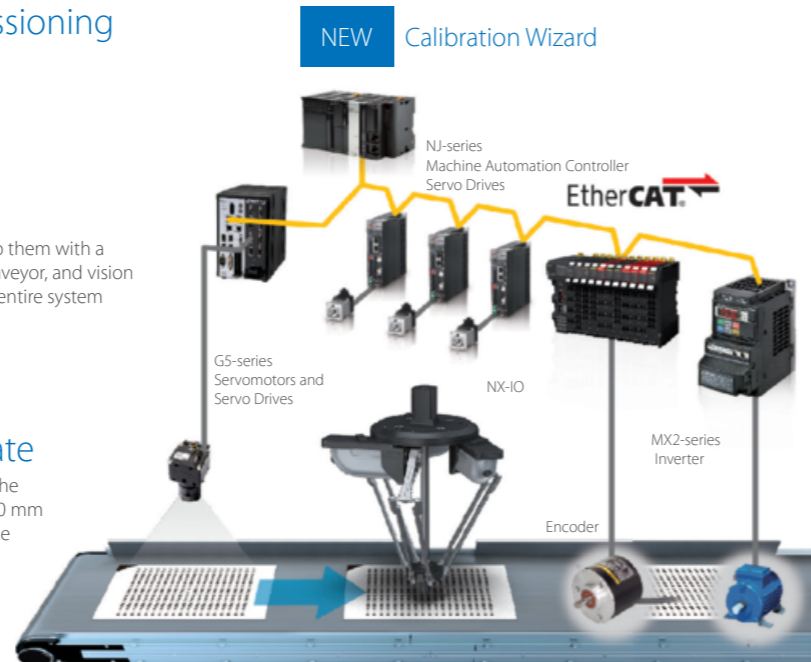 ssioning
NEW Calibration Wizard
NJ-series
Machine Automation Controller
Servo Drives
EtherCAT®
o them with a
nveyor, and vision
entire system
G5-series
Servomotors and
Servo Drives
NX-IO
MX2-series
Inverter
ate
he
0 mm
e
Encoder